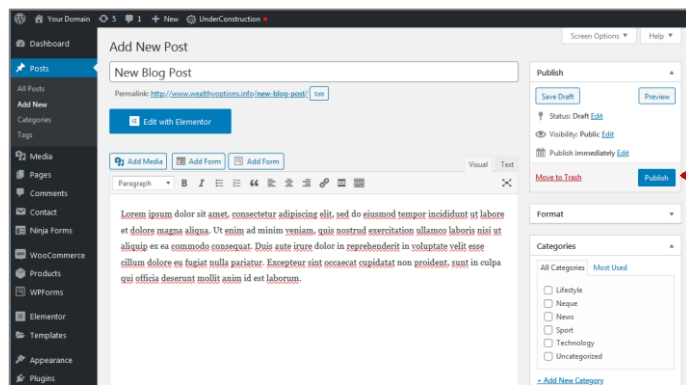 Your Domain 5 1 + New UnderConstruction
Screen Options ▼ Help ▼
Dashboard
Posts
All Posts
Add New
Categories
Tags
Media
Pages
Comments
Contact
Ninja Forms
WooCommerce
Products
WPForms
Elementor
Templates
Appearance
Plugins
Add New Post
New Blog Post
Permalink: http://www.wealthyoptions.info/new-blog-post/ Edit
Edit with Elementor
Add Media Add Form Add Form
Visual Text
Paragraph B I
Lorem ipsum dolor sit amet, consectetur adipiscing elit, sed do eiusmod tempor incididunt ut labore
et dolore magna aliqua. Ut enim ad minim veniam, quis nostrud exercitation ullamco laboris nisi ut
aliquip ex ea commodo consequat. Duis aute irure dolor in reprehenderit in voluptate velit esse
cillum dolore eu fugiat nulla pariatur. Excepteur sint occaecat cupidatat non proident, sunt in culpa
qui officia deserunt mollit anim id est laborum.
Publish
Save Draft Preview
Status: Draft Edit
Visibility: Public Edit
Publish immediately Edit
Move to Trash Publish
Format
Categories
All Categories Most Used
Lifestyle
Neque
News
Sport
Technology
Uncategorized
+ Add New Category